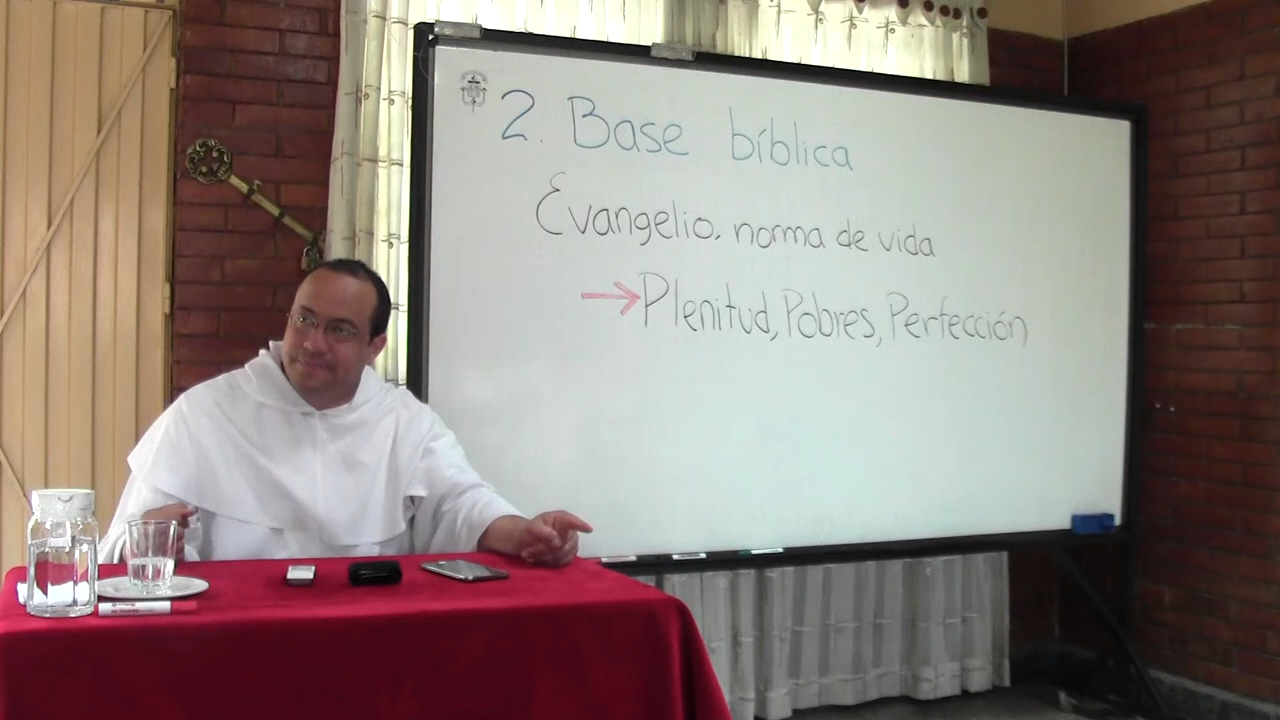 2. Base bíblica
Evangelio, norma de vida
→ Plenitud, Pobres, Perfección